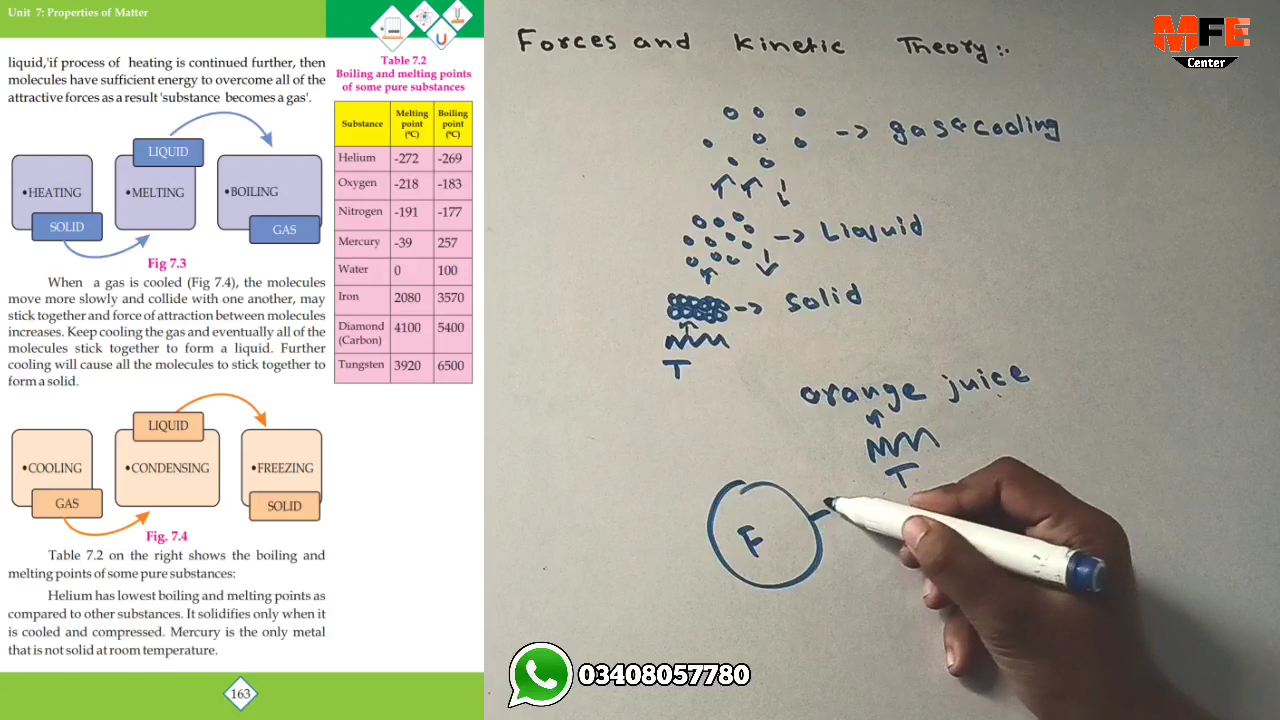 Unit 7: Properties of Matter
liquid,'if process of heating is continued further, then
molecules have sufficient energy to overcome all of the
attractive forces as a result 'substance becomes a gas'.
LIQUID
•HEATING
•MELTING
•BOILING
SOLID
GAS
Fig 7.3
When a gas is cooled (Fig 7.4), the molecules
move more slowly and collide with one another, may
stick together and force of attraction between molecules
increases. Keep cooling the gas and eventually all of the
molecules stick together to form a liquid. Further
cooling will cause all the molecules to stick together to
form a solid.
LIQUID
•COOLING
•CONDENSING
•FREEZING
GAS
SOLID
Fig. 7.4
Table 7.2 on the right shows the boiling and
melting points of some pure substances:
Helium has lowest boiling and melting points as
compared to other substances. It solidifies only when it
is cooled and compressed. Mercury is the only metal
that is not solid at room temperature.
163
Table 7.2
Boiling and melting points
of some pure substances
Substance Melting point (°C) Boiling point (°C)
Helium -272 -269
Oxygen -218 -183
Nitrogen -191 -177
Mercury -39 257
Water 0 100
Iron 2080 3570
Diamond (Carbon) 4100 5400
Tungsten 3920 6500
Forces and Kinetic Theory:.
-> gas & cooling
-> Liquid
-> Solid
T
orange juice
T
F
MFE
Center
03408057780